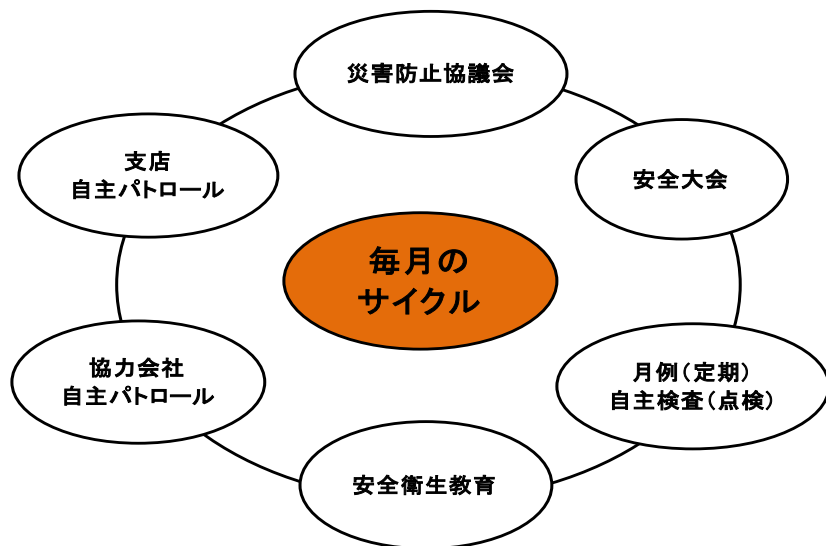 災害防止協議会
安全大会
月例（定期）
自主検査（点検）
安全衛生教育
協力会社
自主パトロール
支店
自主パトロール
毎月の
サイクル